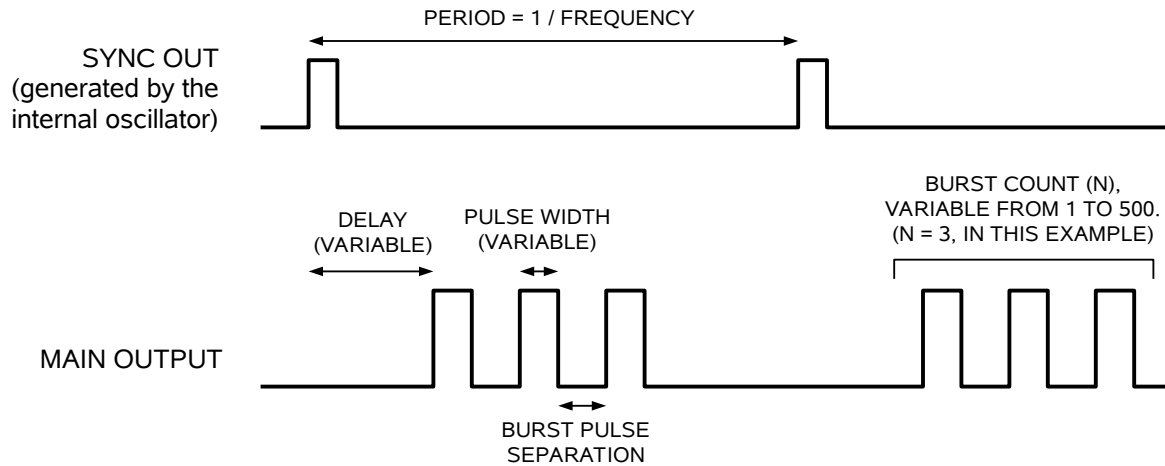 PERIOD = 1 / FREQUENCY
SYNC OUT
(generated by the
internal oscillator)
BURST COUNT (N),
VARIABLE FROM 1 TO 500.
(N = 3, IN THIS EXAMPLE)
DELAY
(VARIABLE)
PULSE WIDTH
(VARIABLE)
MAIN OUTPUT
BURST PULSE
SEPARATION